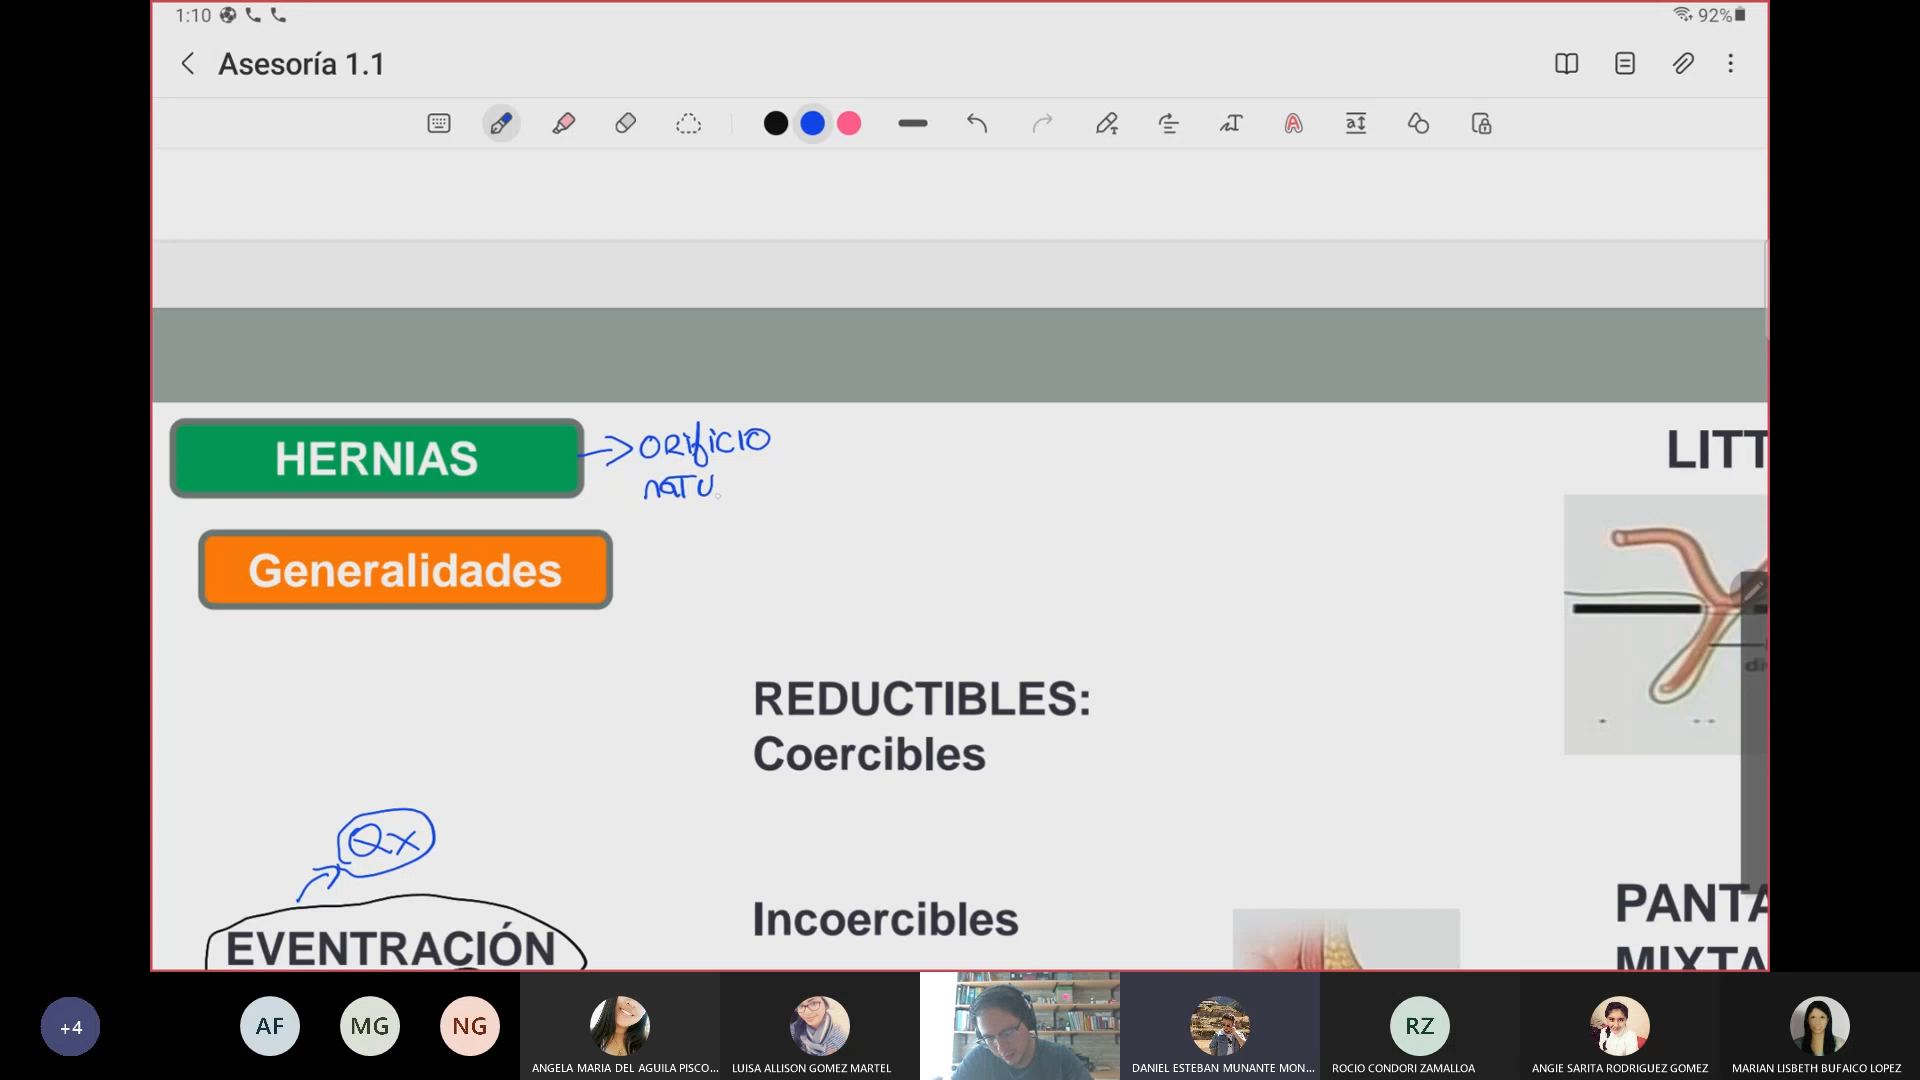 1:10
92%
Asesoría 1.1
HERNIAS
ORIFICIO
NATU
LITT
Generalidades
REDUCTIBLES:
Coercibles
Qx
EVENTRACIÓN
Incoercibles
PANTA
MIXTA
+4
AF
MG
NG
RZ
ANGELA MARIA DEL AGUILA PISCO...
LUISA ALLISON GOMEZ MARTEL
DANIEL ESTEBAN MUNANTE MON...
ROCIO CONDORI ZAMALLOA
ANGIE SARITA RODRIGUEZ GOMEZ
MARIAN LISBETH BUFAICO LOPEZ